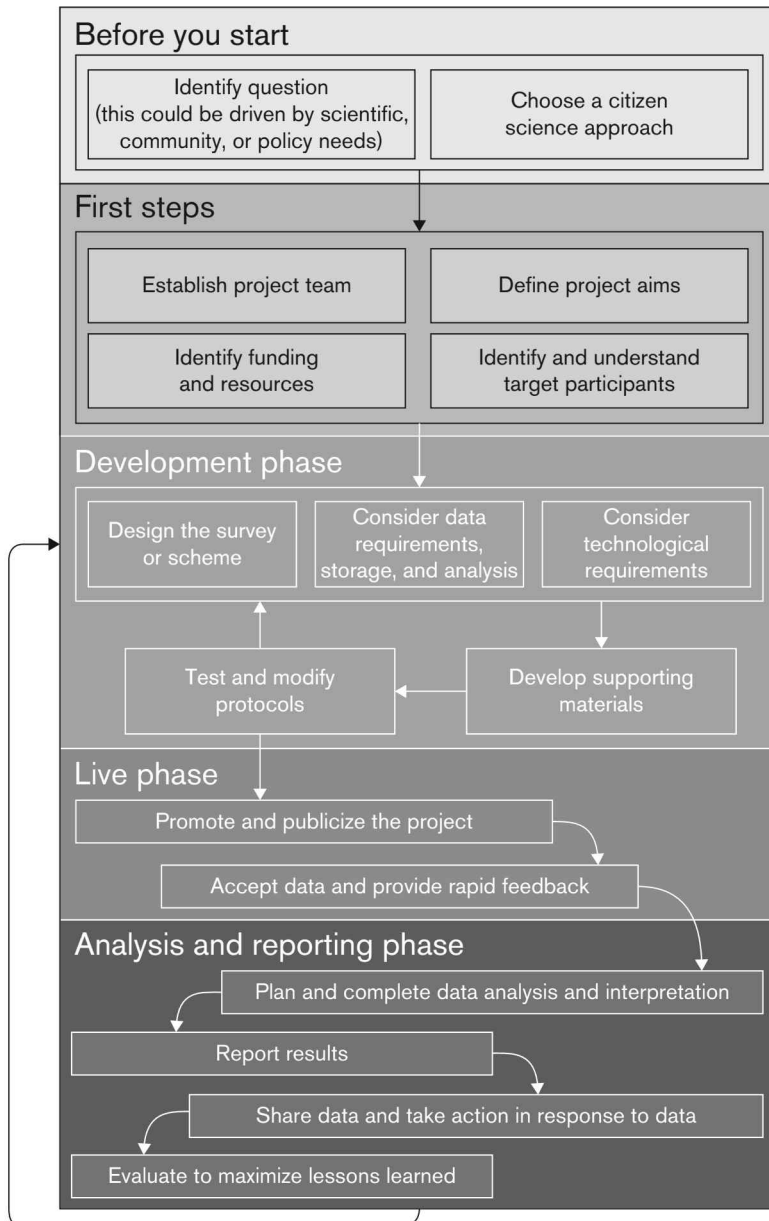 Before you start
Identify question
(this could be driven by scientific,
community, or policy needs)
Choose a citizen
science approach
First steps
Establish project team
Define project aims
Identify funding
and resources
Identify and understand
target participants
Development phase
Design the survey
or scheme
Consider data
requirements,
storage, and analysis
Consider
technological
requirements
Test and modify
protocols
Develop supporting
materials
Live phase
Promote and publicize the project
Accept data and provide rapid feedback
Analysis and reporting phase
Plan and complete data analysis and interpretation
Report results
Share data and take action in response to data
Evaluate to maximize lessons learned